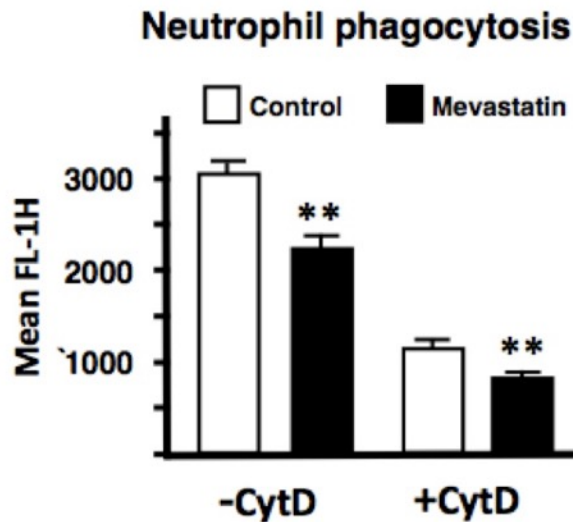 Neutrophil phagocytosis
Control Mevastatin
Mean FL-1H
3000
**
2000
`1000
**
-CytD +CytD